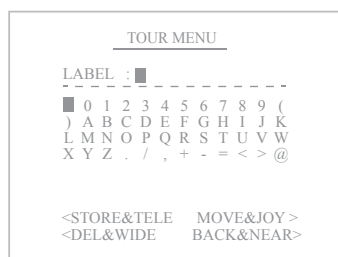 TOUR MENU
LABEL :
0 1 2 3 4 5 6 7 8 9 (
) A B C D E F G H I J K
L M N O P Q R S T U V W
X Y Z . / , + - = < > @
<STORE&TELE MOVE&JOY>
<DEL&WIDE BACK&NEAR>